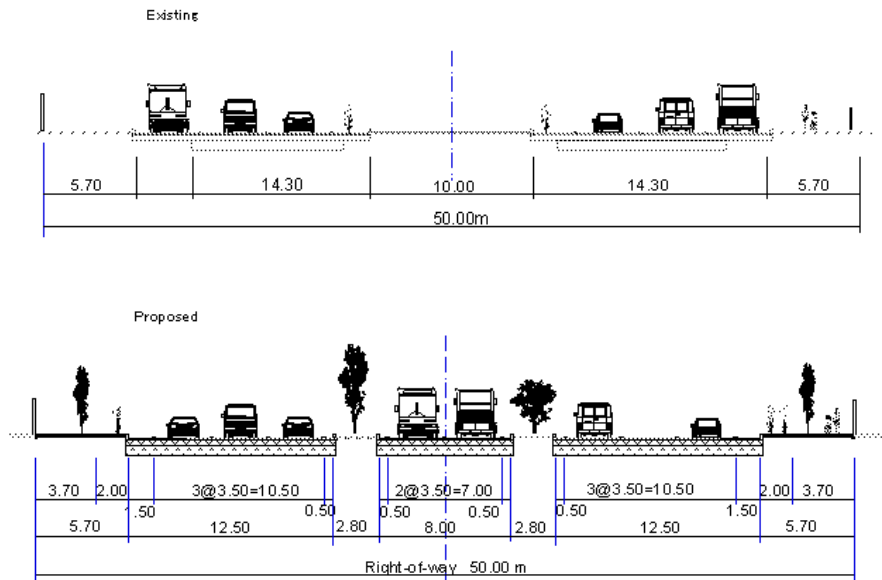 Existing
5.70 14.30 10.00 14.30 5.70
50.00m
Proposed
3.70 2.00 3@3.50=10.50 2@3.50=7.00 3@3.50=10.50 2.00 3.70
1.50 0.50 0.50 0.50 0.50 1.50
5.70 12.50 2.80 8.00 2.80 12.50 5.70
Right-of-way 50.00 m